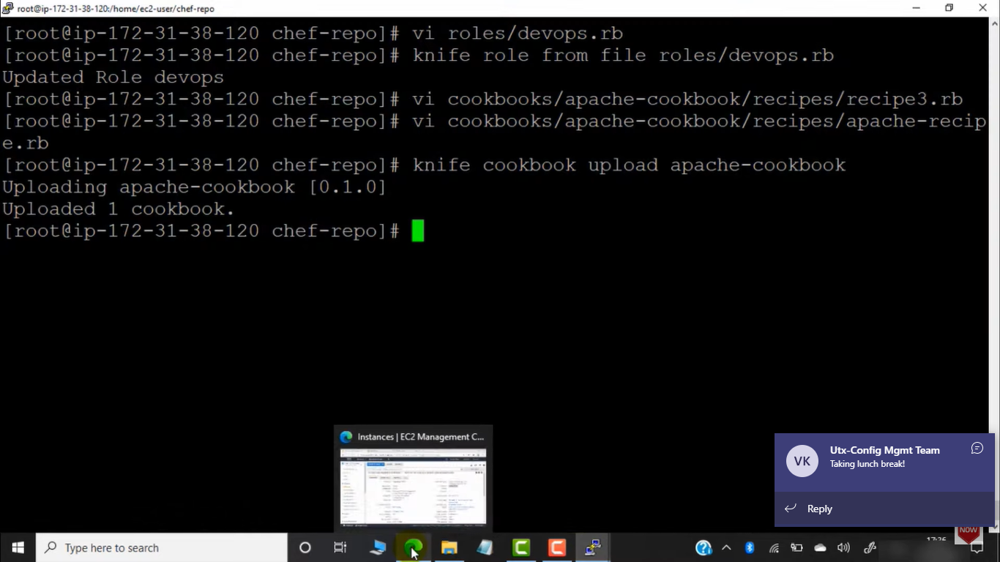 root@ip-172-31-38-120:/home/ec2-user/chef-repo
[root@ip-172-31-38-120 chef-repo]# vi roles/devops.rb
[root@ip-172-31-38-120 chef-repo]# knife role from file roles/devops.rb
Updated Role devops
[root@ip-172-31-38-120 chef-repo]# vi cookbooks/apache-cookbook/recipes/recipe3.rb
[root@ip-172-31-38-120 chef-repo]# vi cookbooks/apache-cookbook/recipes/apache-recip
e.rb
[root@ip-172-31-38-120 chef-repo]# knife cookbook upload apache-cookbook
Uploading apache-cookbook [0.1.0]
Uploaded 1 cookbook.
[root@ip-172-31-38-120 chef-repo]#
Instances | EC2 Management C...
VK
Utx-Config Mgmt Team
Taking lunch break!
Reply
NOW
Type here to search